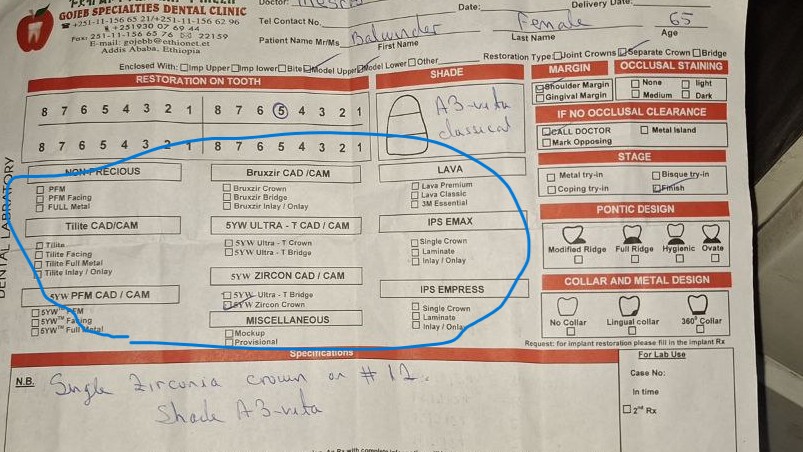 GOJEB SPECIALTIES DENTAL CLINIC
+251-11-156 65 21/+251-11-156 62 96
+251930 07 69 44
Fax: 251-11-156 65 76 22159
E-mail: gojebb@ethionet.et
Addis Ababa, Ethiopia
Doctor:
Date:
Delivery Date:
Tel Contact No.
Female
65
Patient Name Mr/Ms Balwinder
First Name
Last Name
Age
Enclosed With: Imp Upper Imp lower Bite Model Upper Model Lower Other
Restoration Type: Joint Crowns Separate Crown Bridge
RESTORATION ON TOOTH
8 7 6 5 4 3 2 1 8 7 6 5 4 3 2 1
8 7 6 5 4 3 2 1 8 7 6 5 4 3 2 1
SHADE
A3-vita
classical
MARGIN
Shoulder Margin
Gingival Margin
OCCLUSAL STAINING
None light
Medium Dark
IF NO OCCLUSAL CLEARANCE
CALL DOCTOR Metal Island
Mark Opposing
STAGE
Metal try-in Bisque try-in
Coping try-in Finish
PONTIC DESIGN
Modified Ridge Full Ridge Hygienic Ovate
COLLAR AND METAL DESIGN
No Collar Lingual collar 360° Collar
Request: for implant restoration please fill in the implant Rx
DENTAL LABRATORY
NON-PRECIOUS
PFM
PFM Facing
FULL Metal
Tilite CAD/CAM
Tilite
Tilite Facing
Tilite Full Metal
Tilite Inlay / Onlay
5YW PFM CAD / CAM
5YW™ PFM
5YW™ Facing
5YW™ Full Metal
Bruxzir CAD /CAM
Bruxzir Crown
Bruxzir Bridge
Bruxzir Inlay / Onlay
5YW ULTRA - T CAD / CAM
5YW Ultra - T Crown
5YW Ultra - T Bridge
5YW ZIRCON CAD / CAM
5YW Ultra - T Bridge
5YW Zircon Crown
MISCELLANEOUS
Mockup
Provisional
LAVA
Lava Premium
Lava Classic
3M Essential
IPS EMAX
Single Crown
Laminate
Inlay / Onlay
IPS EMPRESS
Single Crown
Laminate
Inlay / Onlay
Specifications
N.B. Single Zirconia crown on # 12.
Shade A3-vita
For Lab Use
Case No:
In time
2nd Rx